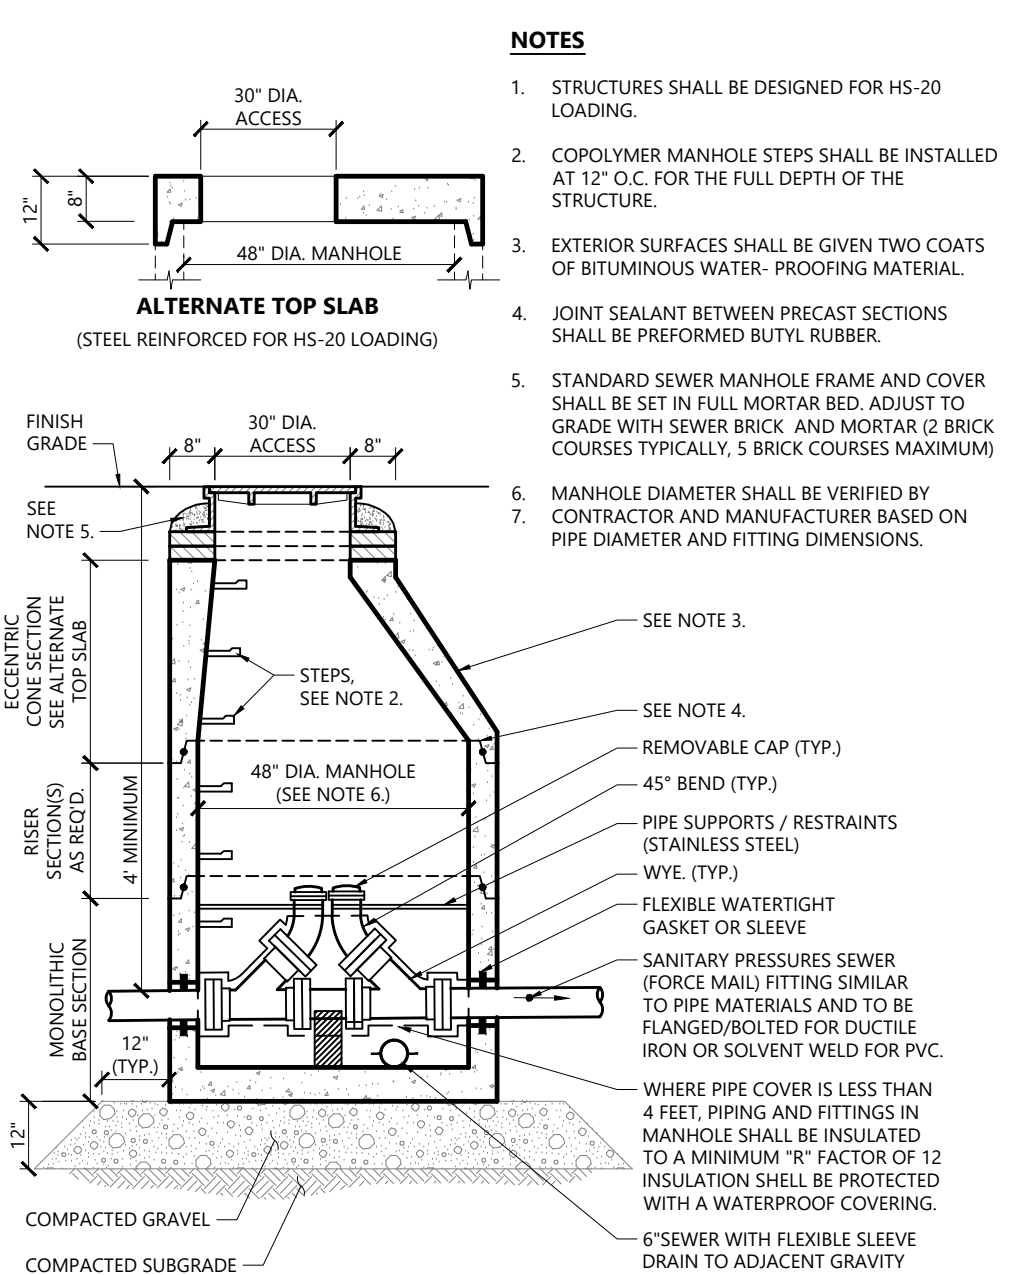 NOTES
1. STRUCTURES SHALL BE DESIGNED FOR HS-20
LOADING.
2. COPOLYMER MANHOLE STEPS SHALL BE INSTALLED
AT 12" O.C. FOR THE FULL DEPTH OF THE
STRUCTURE.
3. EXTERIOR SURFACES SHALL BE GIVEN TWO COATS
OF BITUMINOUS WATER- PROOFING MATERIAL.
4. JOINT SEALANT BETWEEN PRECAST SECTIONS
SHALL BE PREFORMED BUTYL RUBBER.
5. STANDARD SEWER MANHOLE FRAME AND COVER
SHALL BE SET IN FULL MORTAR BED. ADJUST TO
GRADE WITH SEWER BRICK AND MORTAR (2 BRICK
COURSES TYPICALLY, 5 BRICK COURSES MAXIMUM)
6. MANHOLE DIAMETER SHALL BE VERIFIED BY
7. CONTRACTOR AND MANUFACTURER BASED ON
PIPE DIAMETER AND FITTING DIMENSIONS.
30" DIA.
ACCESS
12"
8"
48" DIA. MANHOLE
ALTERNATE TOP SLAB
(STEEL REINFORCED FOR HS-20 LOADING)
FINISH
GRADE
8"
30" DIA.
ACCESS
8"
SEE
NOTE 5.
ECCENTRIC
CONE SECTION
SEE ALTERNATE
TOP SLAB
STEPS,
SEE NOTE 2.
48" DIA. MANHOLE
(SEE NOTE 6.)
RISER
SECTION(S)
AS REQ'D.
4' MINIMUM
MONOLITHIC
BASE SECTION
12"
(TYP.)
12"
COMPACTED GRAVEL
COMPACTED SUBGRADE
SEE NOTE 3.
SEE NOTE 4.
REMOVABLE CAP (TYP.)
45° BEND (TYP.)
PIPE SUPPORTS / RESTRAINTS
(STAINLESS STEEL)
WYE. (TYP.)
FLEXIBLE WATERTIGHT
GASKET OR SLEEVE
SANITARY PRESSURES SEWER
(FORCE MAIL) FITTING SIMILAR
TO PIPE MATERIALS AND TO BE
FLANGED/BOLTED FOR DUCTILE
IRON OR SOLVENT WELD FOR PVC.
WHERE PIPE COVER IS LESS THAN
4 FEET, PIPING AND FITTINGS IN
MANHOLE SHALL BE INSULATED
TO A MINIMUM "R" FACTOR OF 12
INSULATION SHELL BE PROTECTED
WITH A WATERPROOF COVERING.
6"SEWER WITH FLEXIBLE SLEEVE
DRAIN TO ADJACENT GRAVITY